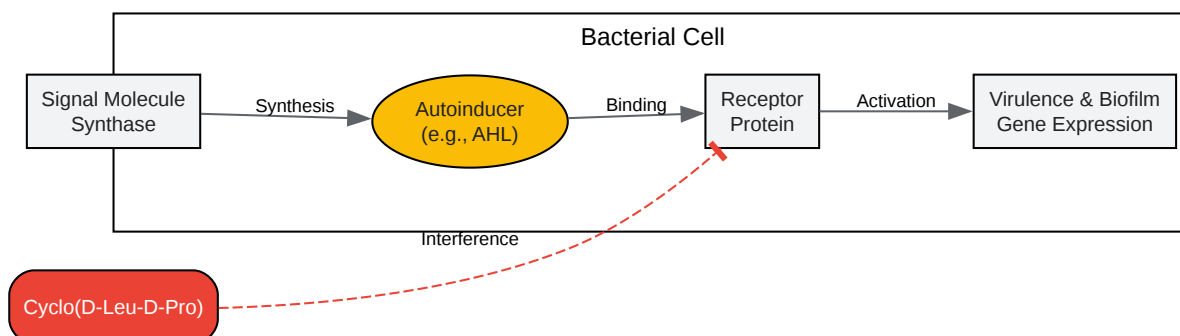 Bacterial Cell
Signal Molecule
Synthase
Synthesis
Autoinducer
(e.g., AHL)
Binding
Receptor
Protein
Activation
Virulence & Biofilm
Gene Expression
Interference
Cyclo(D-Leu-D-Pro)